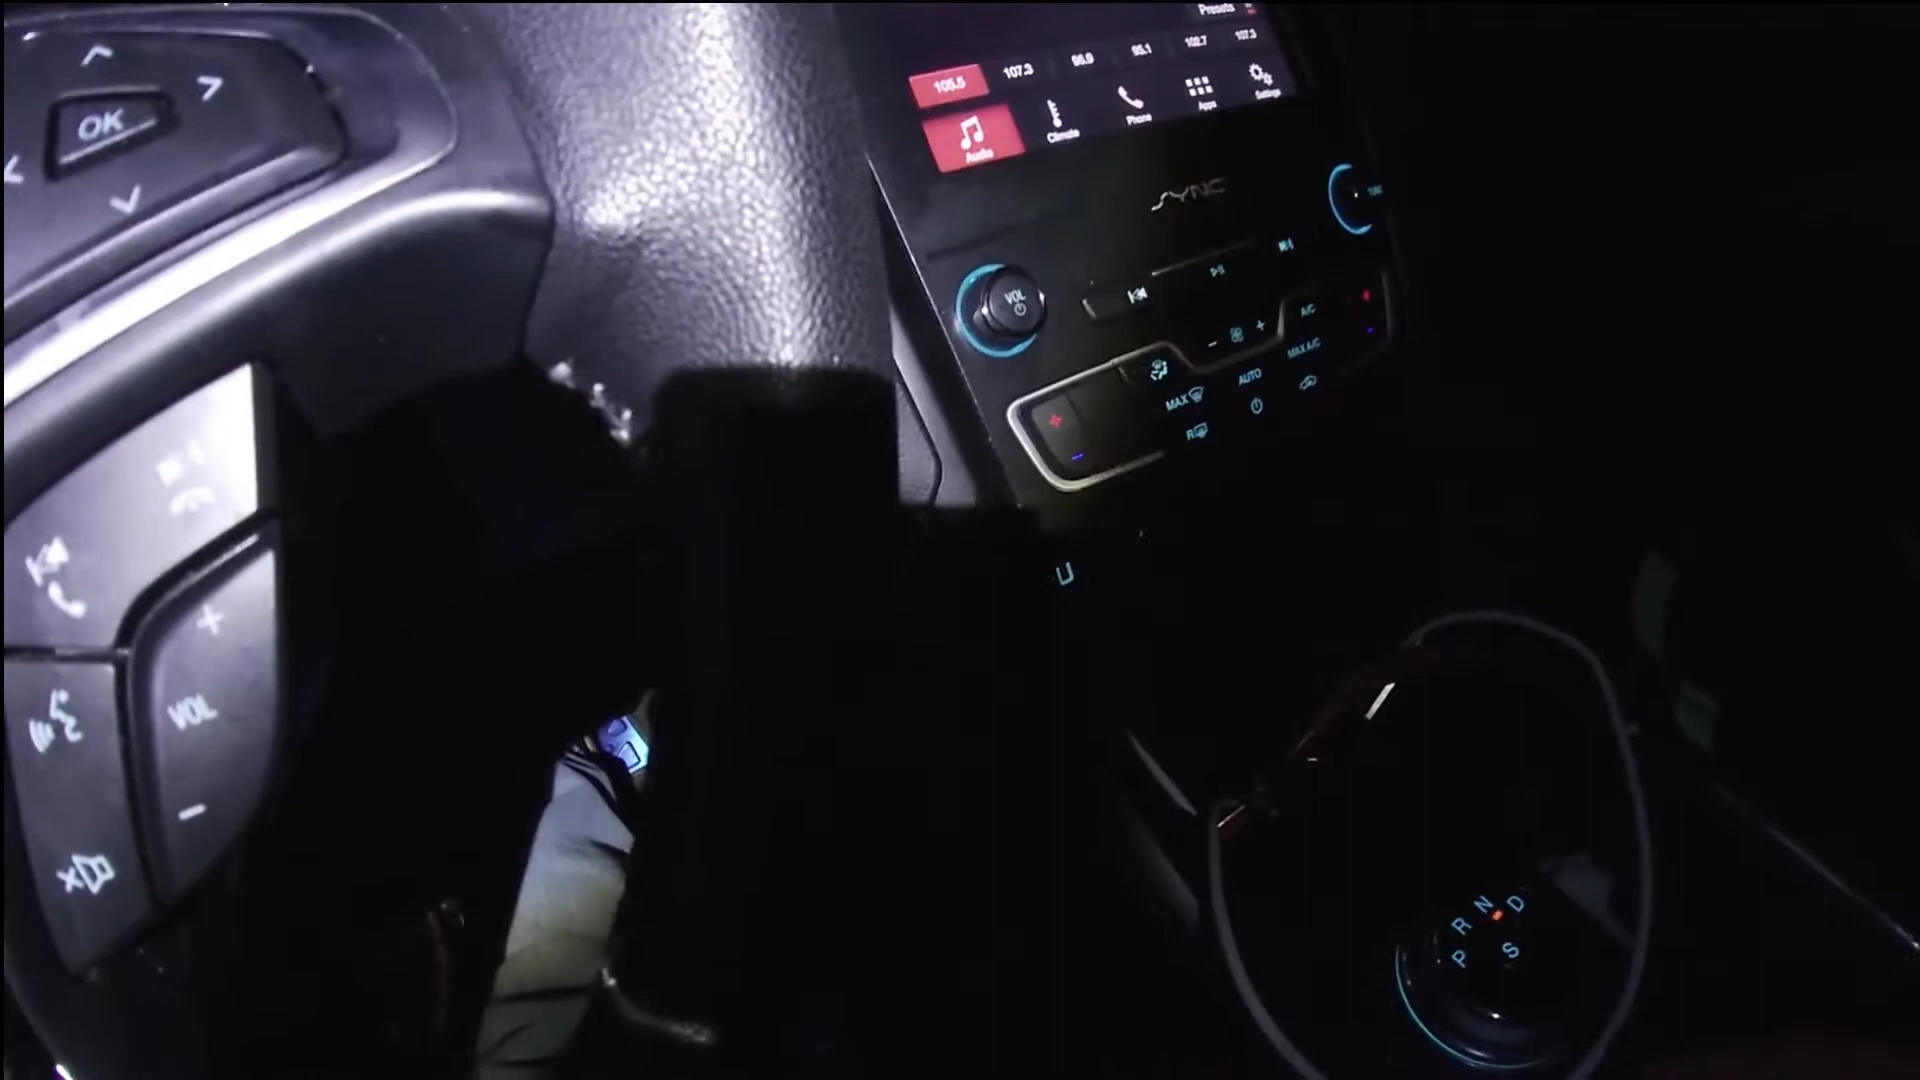 OK
VOL
Presets
105.5 107.3 96.9 95.1 102.7 107.3
Audio Climate Phone Apps Settings
SYNC
VOL
A/C
MAX A/C
AUTO
MAX
R
P R N D S